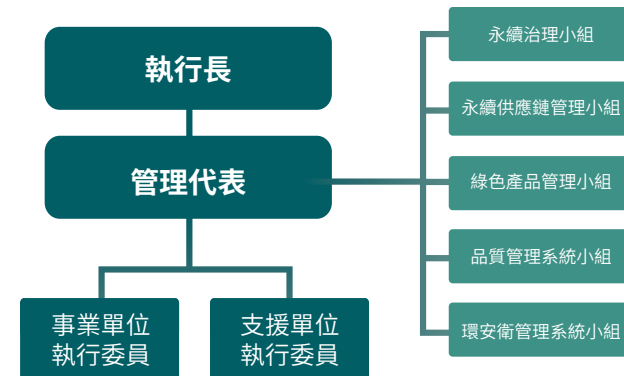 執行長
管理代表
事業單位
執行委員
支援單位
執行委員
永續治理小組
永續供應鏈管理小組
綠色產品管理小組
品質管理系統小組
環安衛管理系統小組